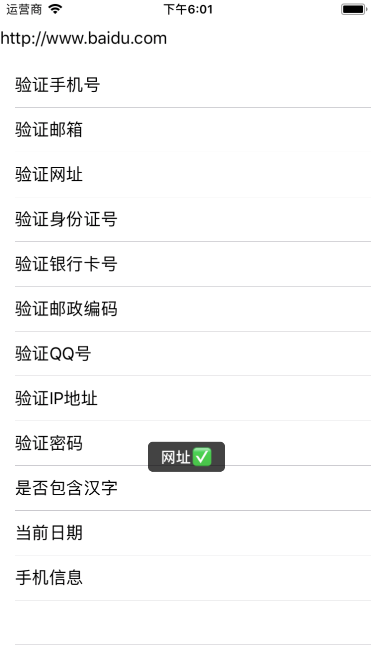 运营商 下午6:01
http://www.baidu.com
验证手机号
验证邮箱
验证网址
验证身份证号
验证银行卡号
验证邮政编码
验证QQ号
验证IP地址
验证密码
网址✅
是否包含汉字
当前日期
手机信息